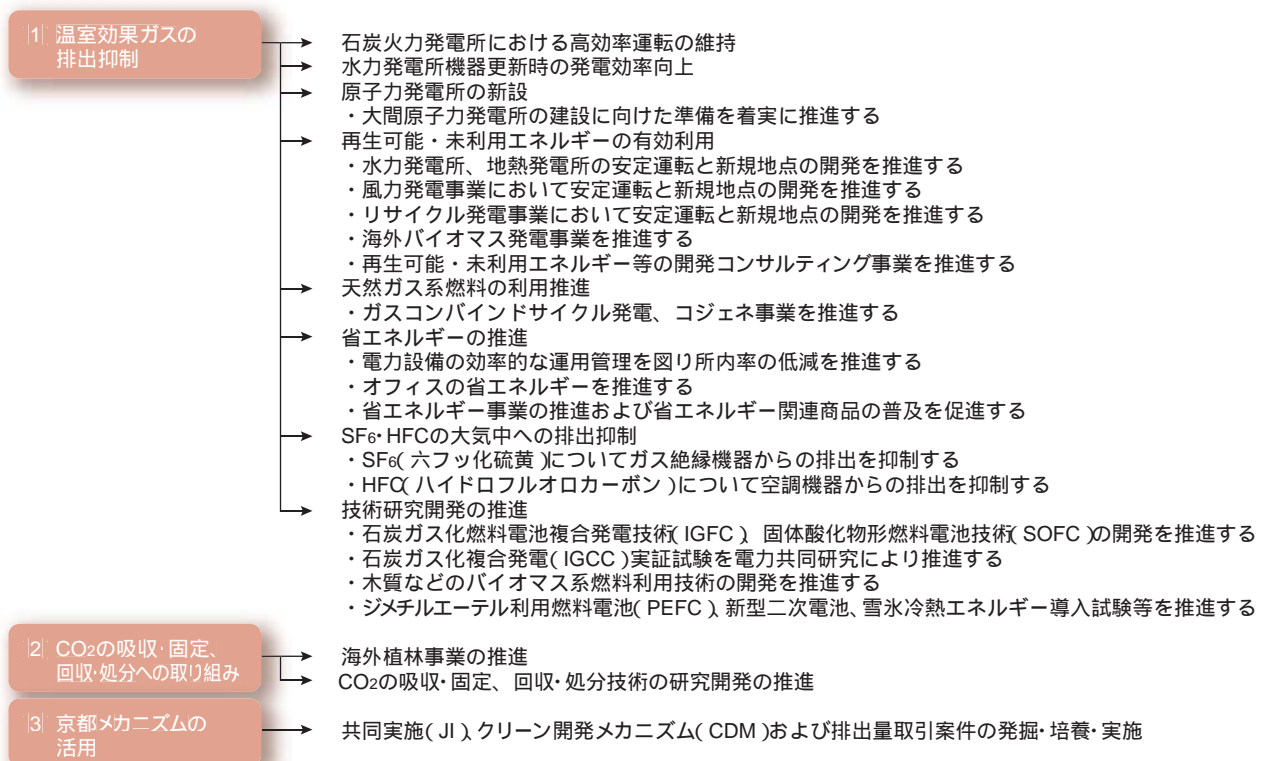 [1] 温室効果ガスの
排出抑制
石炭火力発電所における高効率運転の維持
水力発電所機器更新時の発電効率向上
原子力発電所の新設
・大間原子力発電所の建設に向けた準備を着実に推進する
再生可能・未利用エネルギーの有効利用
・水力発電所、地熱発電所の安定運転と新規地点の開発を推進する
・風力発電事業において安定運転と新規地点の開発を推進する
・リサイクル発電事業において安定運転と新規地点の開発を推進する
・海外バイオマス発電事業を推進する
・再生可能・未利用エネルギー等の開発コンサルティング事業を推進する
天然ガス系燃料の利用推進
・ガスコンバインドサイクル発電、コジェネ事業を推進する
省エネルギーの推進
・電力設備の効率的な運用管理を図り所内率の低減を推進する
・オフィスの省エネルギーを推進する
・省エネルギー事業の推進および省エネルギー関連商品の普及を促進する
SF6・HFCの大気中への排出抑制
・SF6(六フッ化硫黄)についてガス絶縁機器からの排出を抑制する
・HFC(ハイドロフルオロカーボン)について空調機器からの排出を抑制する
技術研究開発の推進
・石炭ガス化燃料電池複合発電技術(IGFC)、固体酸化物形燃料電池技術(SOFC)の開発を推進する
・石炭ガス化複合発電(IGCC)実証試験を電力共同研究により推進する
・木質などのバイオマス系燃料利用技術の開発を推進する
・ジメチルエーテル利用燃料電池(PEFC)、新型二次電池、雪氷冷熱エネルギー導入試験等を推進する
[2] CO2の吸収・固定、
回収・処分への取り組み
海外植林事業の推進
CO2の吸収・固定、回収・処分技術の研究開発の推進
[3] 京都メカニズムの
活用
共同実施(JI)、クリーン開発メカニズム(CDM)および排出量取引案件の発掘・培養・実施